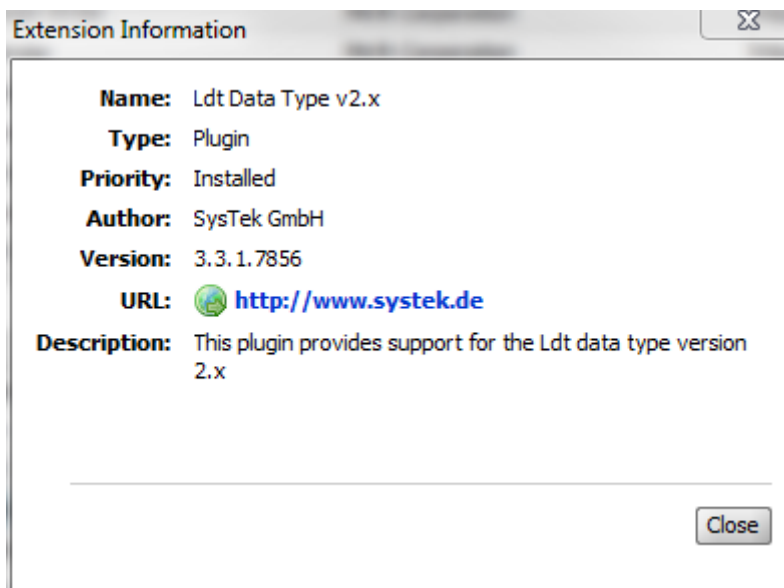 Extension Information
Name: Ldt Data Type v2.x
Type: Plugin
Priority: Installed
Author: SysTek GmbH
Version: 3.3.1.7856
URL: http://www.systek.de
Description: This plugin provides support for the Ldt data type version
2.x
Close